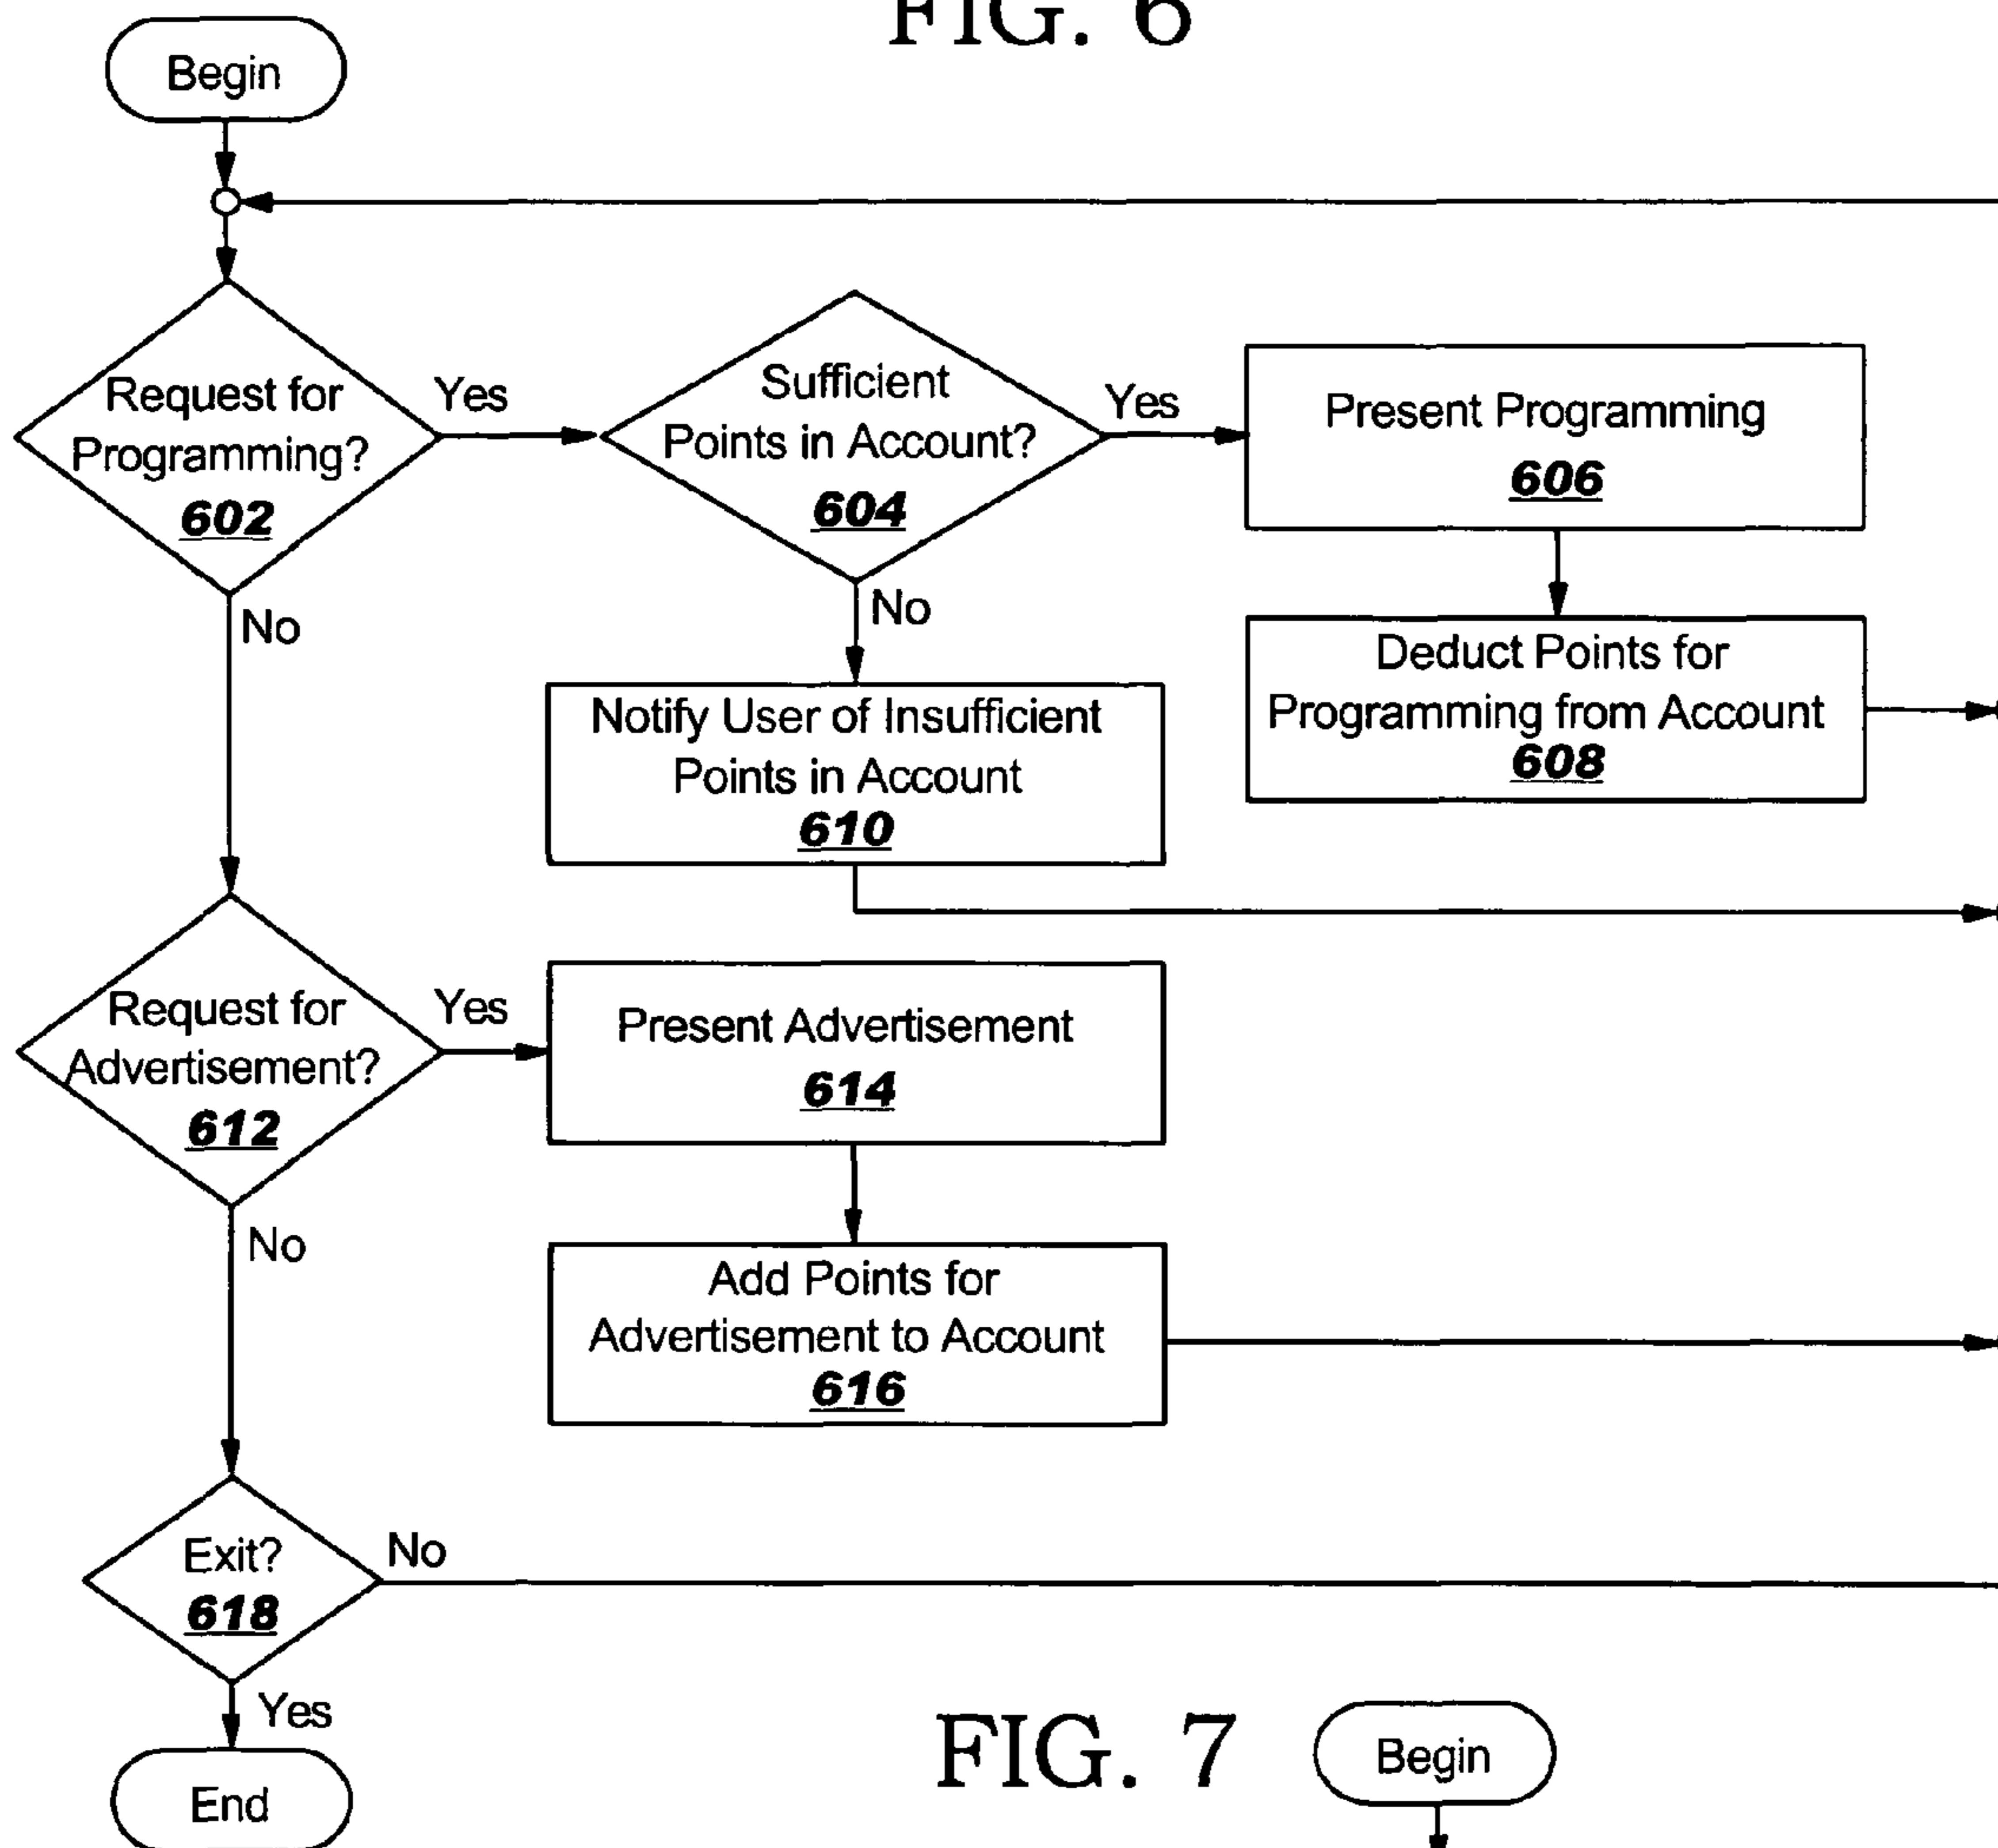 FIG. 6
Begin
Request for
Programming?
602
Yes
No
Sufficient
Points in Account?
604
Yes
No
Present Programming
606
Deduct Points for
Programming from Account
608
Notify User of Insufficient
Points in Account
610
Request for
Advertisement?
612
Yes
No
Present Advertisement
614
Add Points for
Advertisement to Account
616
Exit?
618
No
Yes
End
FIG. 7
Begin